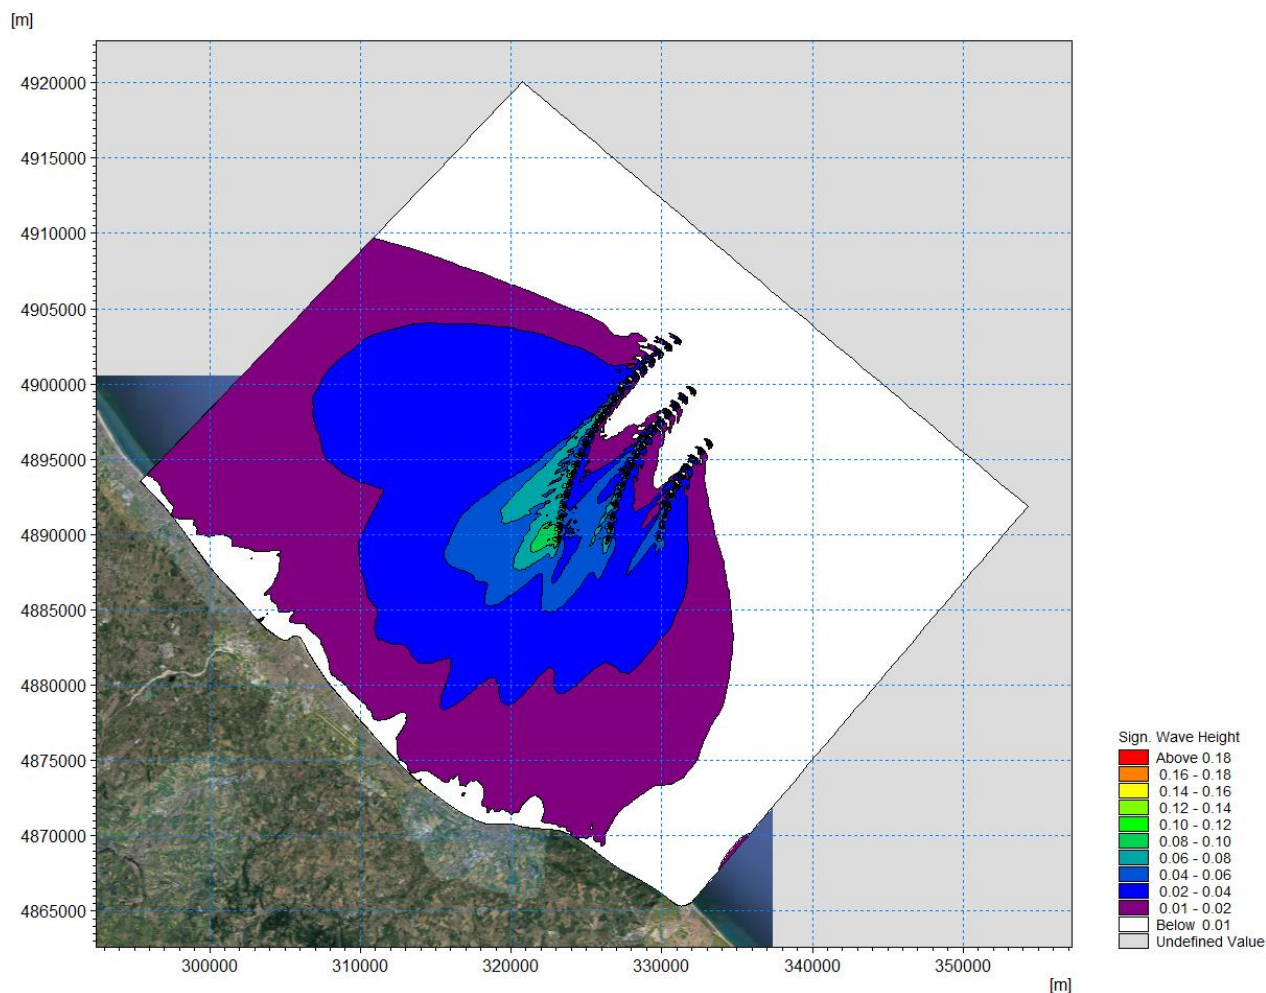 [m]
4920000
4915000
4910000
4905000
4900000
4895000
4890000
4885000
4880000
4875000
4870000
4865000
300000 310000 320000 330000 340000 350000
[m]
Sign. Wave Height
Above 0.18
0.16 - 0.18
0.14 - 0.16
0.12 - 0.14
0.10 - 0.12
0.08 - 0.10
0.06 - 0.08
0.04 - 0.06
0.02 - 0.04
0.01 - 0.02
Below 0.01
Undefined Value